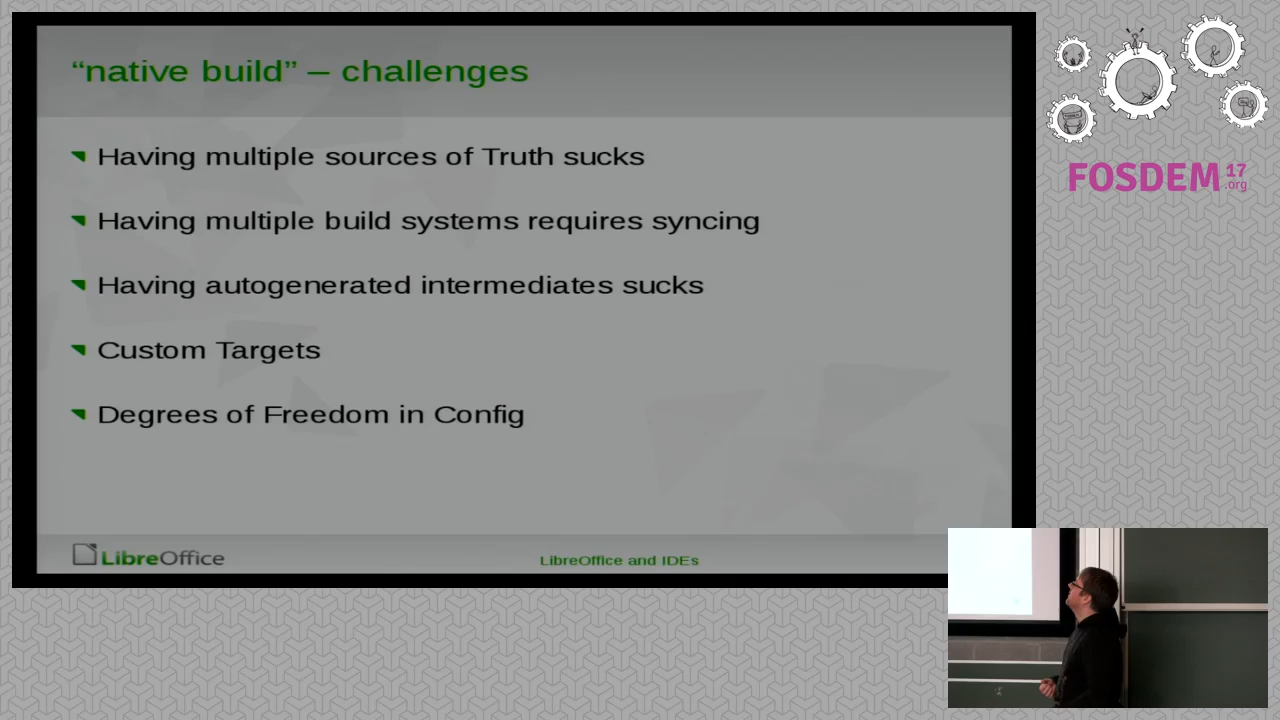 “native build” – challenges
Having multiple sources of Truth sucks
Having multiple build systems requires syncing
Having autogenerated intermediates sucks
Custom Targets
Degrees of Freedom in Config
LibreOffice
LibreOffice and IDEs
FOSDEM 17
.org